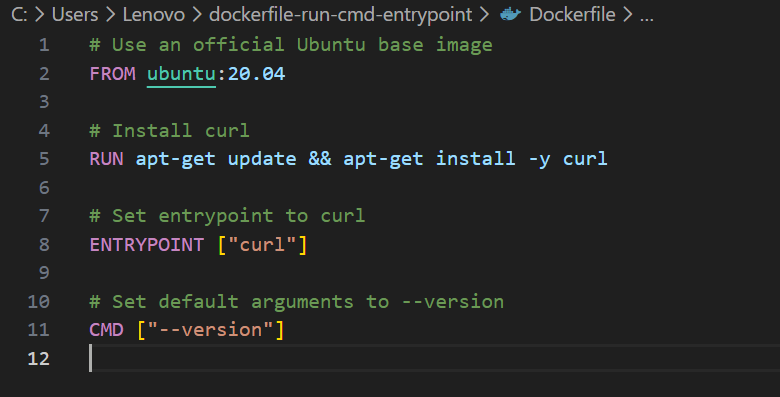 C: > Users > Lenovo > dockerfile-run-cmd-entrypoint > Dockerfile > ...
1 # Use an official Ubuntu base image
2 FROM ubuntu:20.04
3
4 # Install curl
5 RUN apt-get update && apt-get install -y curl
6
7 # Set entrypoint to curl
8 ENTRYPOINT ["curl"]
9
10 # Set default arguments to --version
11 CMD ["--version"]
12